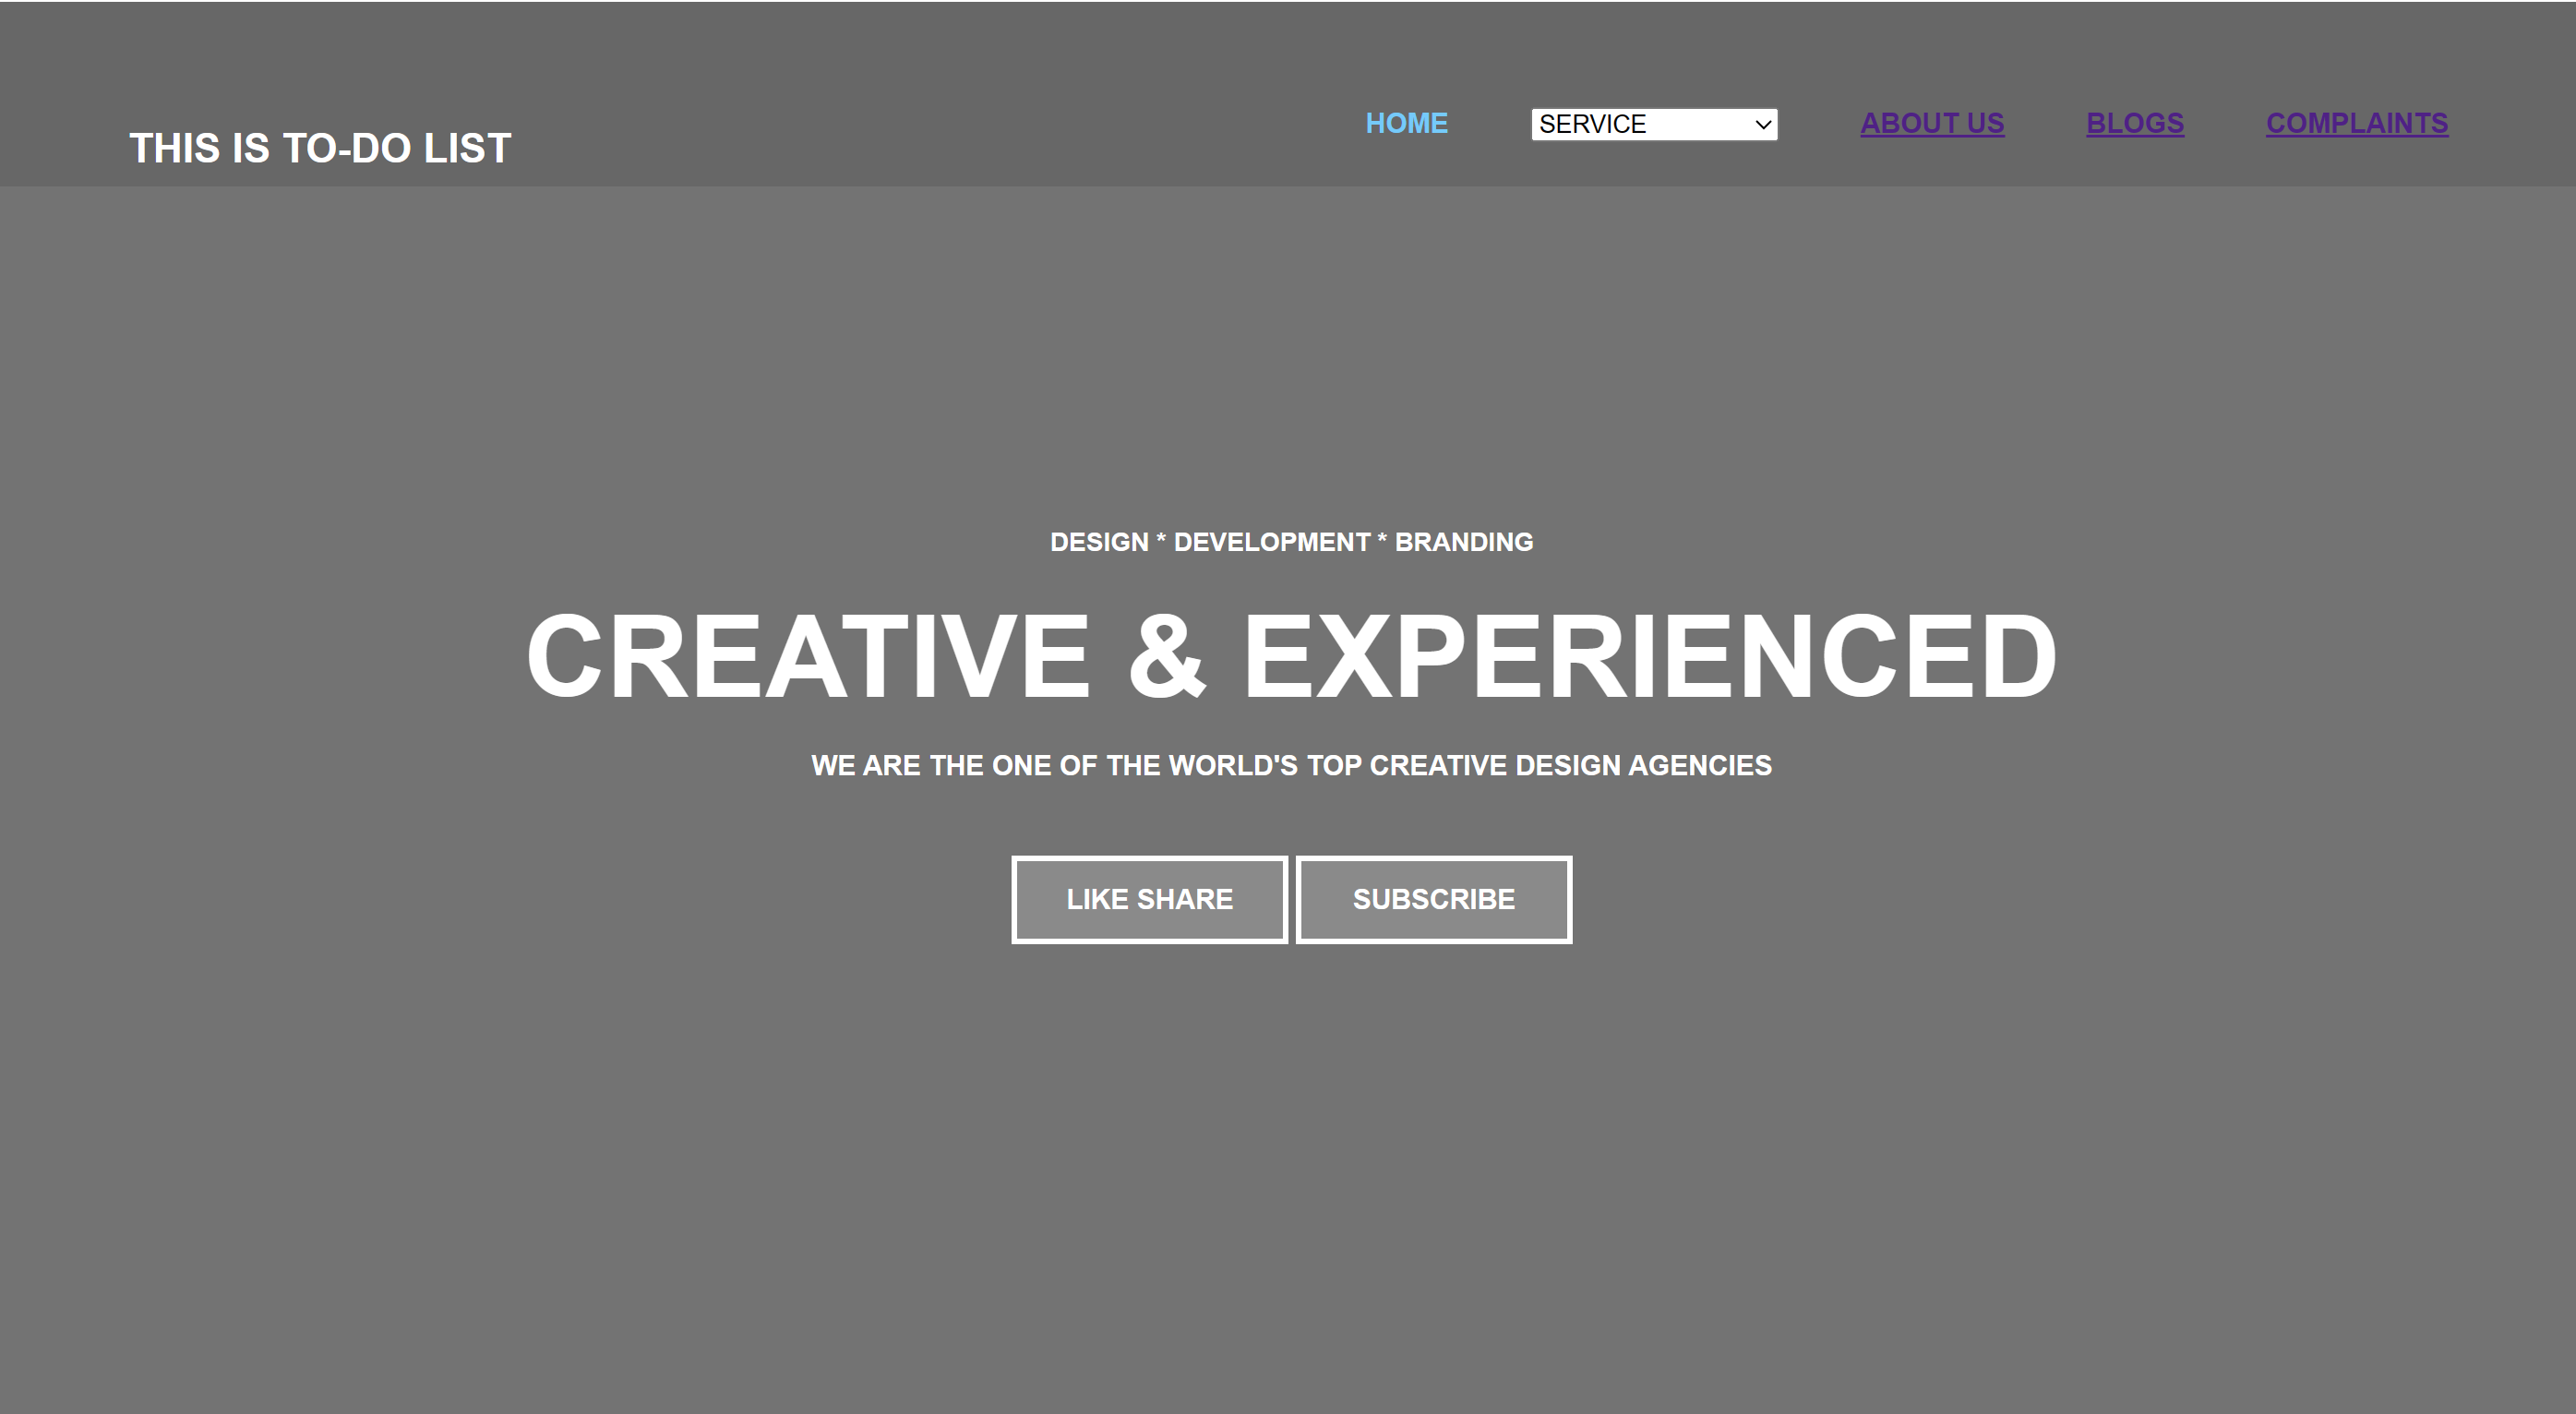 THIS IS TO-DO LIST
HOME
SERVICE
ABOUT US
BLOGS
COMPLAINTS
DESIGN * DEVELOPMENT * BRANDING
CREATIVE & EXPERIENCED
WE ARE THE ONE OF THE WORLD'S TOP CREATIVE DESIGN AGENCIES
LIKE SHARE
SUBSCRIBE